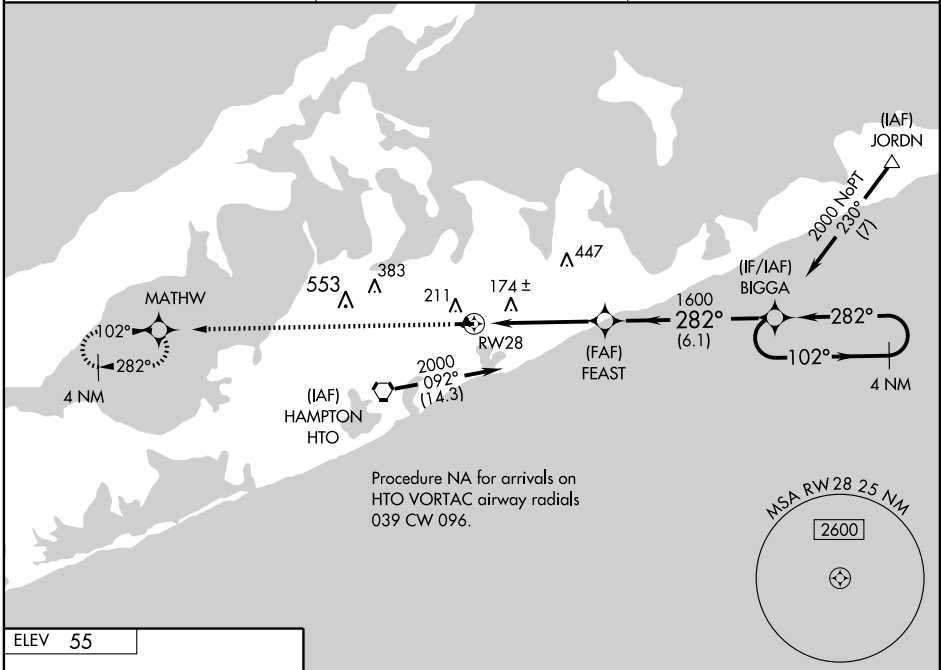 (IAF)
JORDN
2000 NoPT
230°
(7)
447
(IF/IAF)
BIGGA
383
553
174 ±
211
MATHW
1600
282°
(6.1)
102°
282°
282°
102°
RW28
(FAF)
FEAST
4 NM
4 NM
2000
092°
(14.3)
(IAF)
HAMPTON
HTO
Procedure NA for arrivals on
HTO VORTAC airway radials
039 CW 096.
MSA RW 28 25 NM
2600
ELEV 55